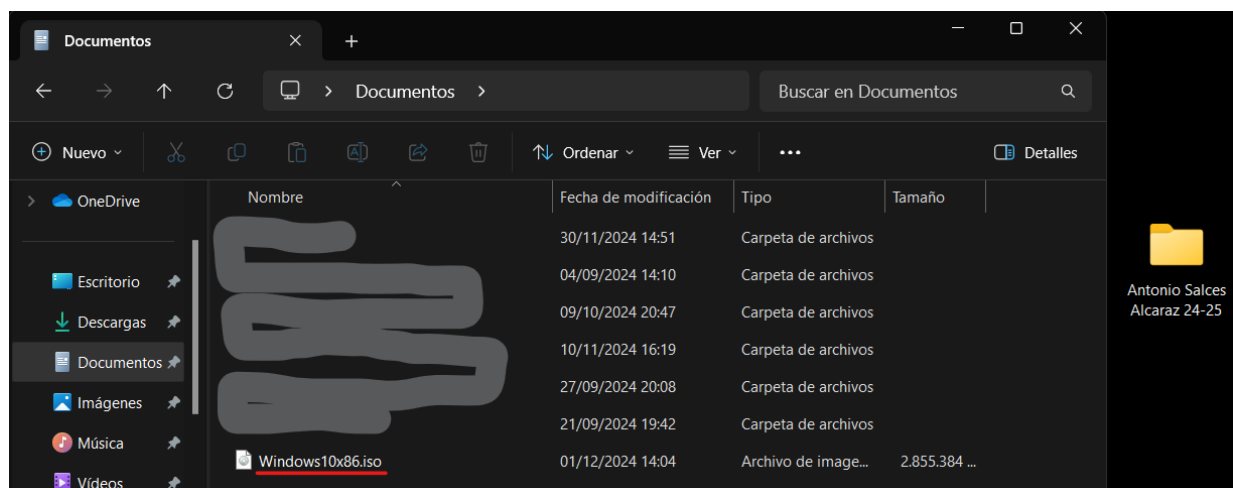 Documentos
Documentos
Buscar en Documentos
Nuevo
Ordenar
Ver
Detalles
OneDrive
Escritorio
Descargas
Documentos
Imágenes
Música
Vídeos
Nombre Fecha de modificación Tipo Tamaño
30/11/2024 14:51 Carpeta de archivos
04/09/2024 14:10 Carpeta de archivos
09/10/2024 20:47 Carpeta de archivos
10/11/2024 16:19 Carpeta de archivos
27/09/2024 20:08 Carpeta de archivos
21/09/2024 19:42 Carpeta de archivos
Windows10x86.iso 01/12/2024 14:04 Archivo de image... 2.855.384 ...
Antonio Salces
Alcaraz 24-25